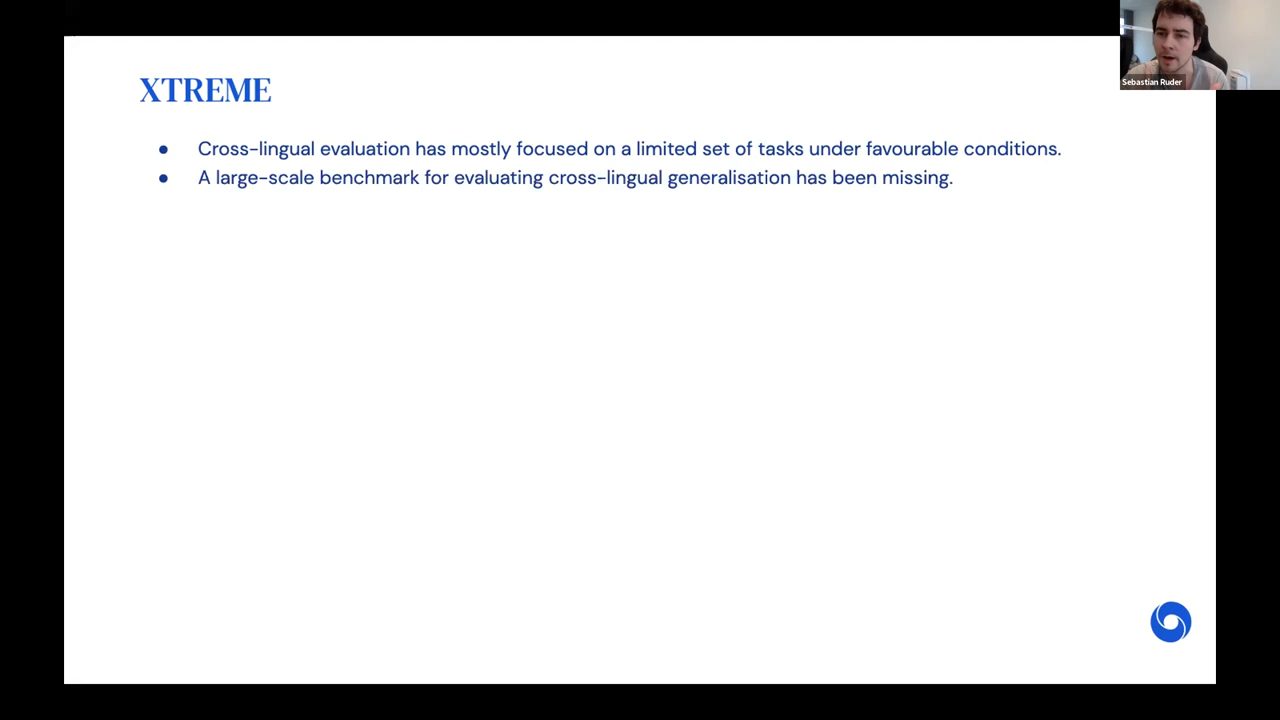 Sebastian Ruder
XTREME
● Cross-lingual evaluation has mostly focused on a limited set of tasks under favourable conditions.
● A large-scale benchmark for evaluating cross-lingual generalisation has been missing.